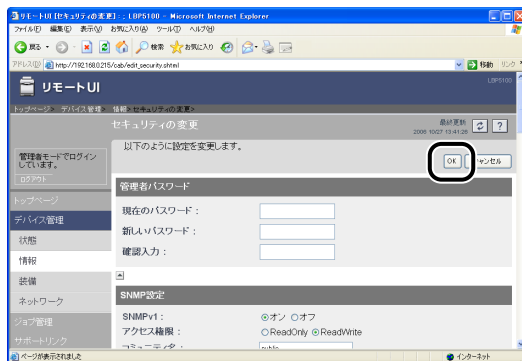 リモートUI [セキュリティの変更] : ; LBP5100 - Microsoft Internet Explorer
ファイル(F) 編集(E) 表示(V) お気に入り(A) ツール(T) ヘルプ(H)
戻る 検索 お気に入り
アドレス(D) http://192.168.0.215/cab/edit_security.shtml 移動 リンク
リモートUI LBP5100
トップページ> デバイス管理> 情報> セキュリティの変更>
セキュリティの変更 最終更新
2006 10/27 13:41:28
以下のように設定を変更します。
OK キャンセル
管理者モードでログイン
しています。
ログアウト
管理者パスワード
トップページ
現在のパスワード：
デバイス管理
新しいパスワード：
状態
確認入力：
情報
装備
SNMP設定
ネットワーク
SNMPv1： オン オフ
ジョブ管理
アクセス権限： ReadOnly ReadWrite
サポートリンク
コミュニティ名： public
ページが表示されました インターネット